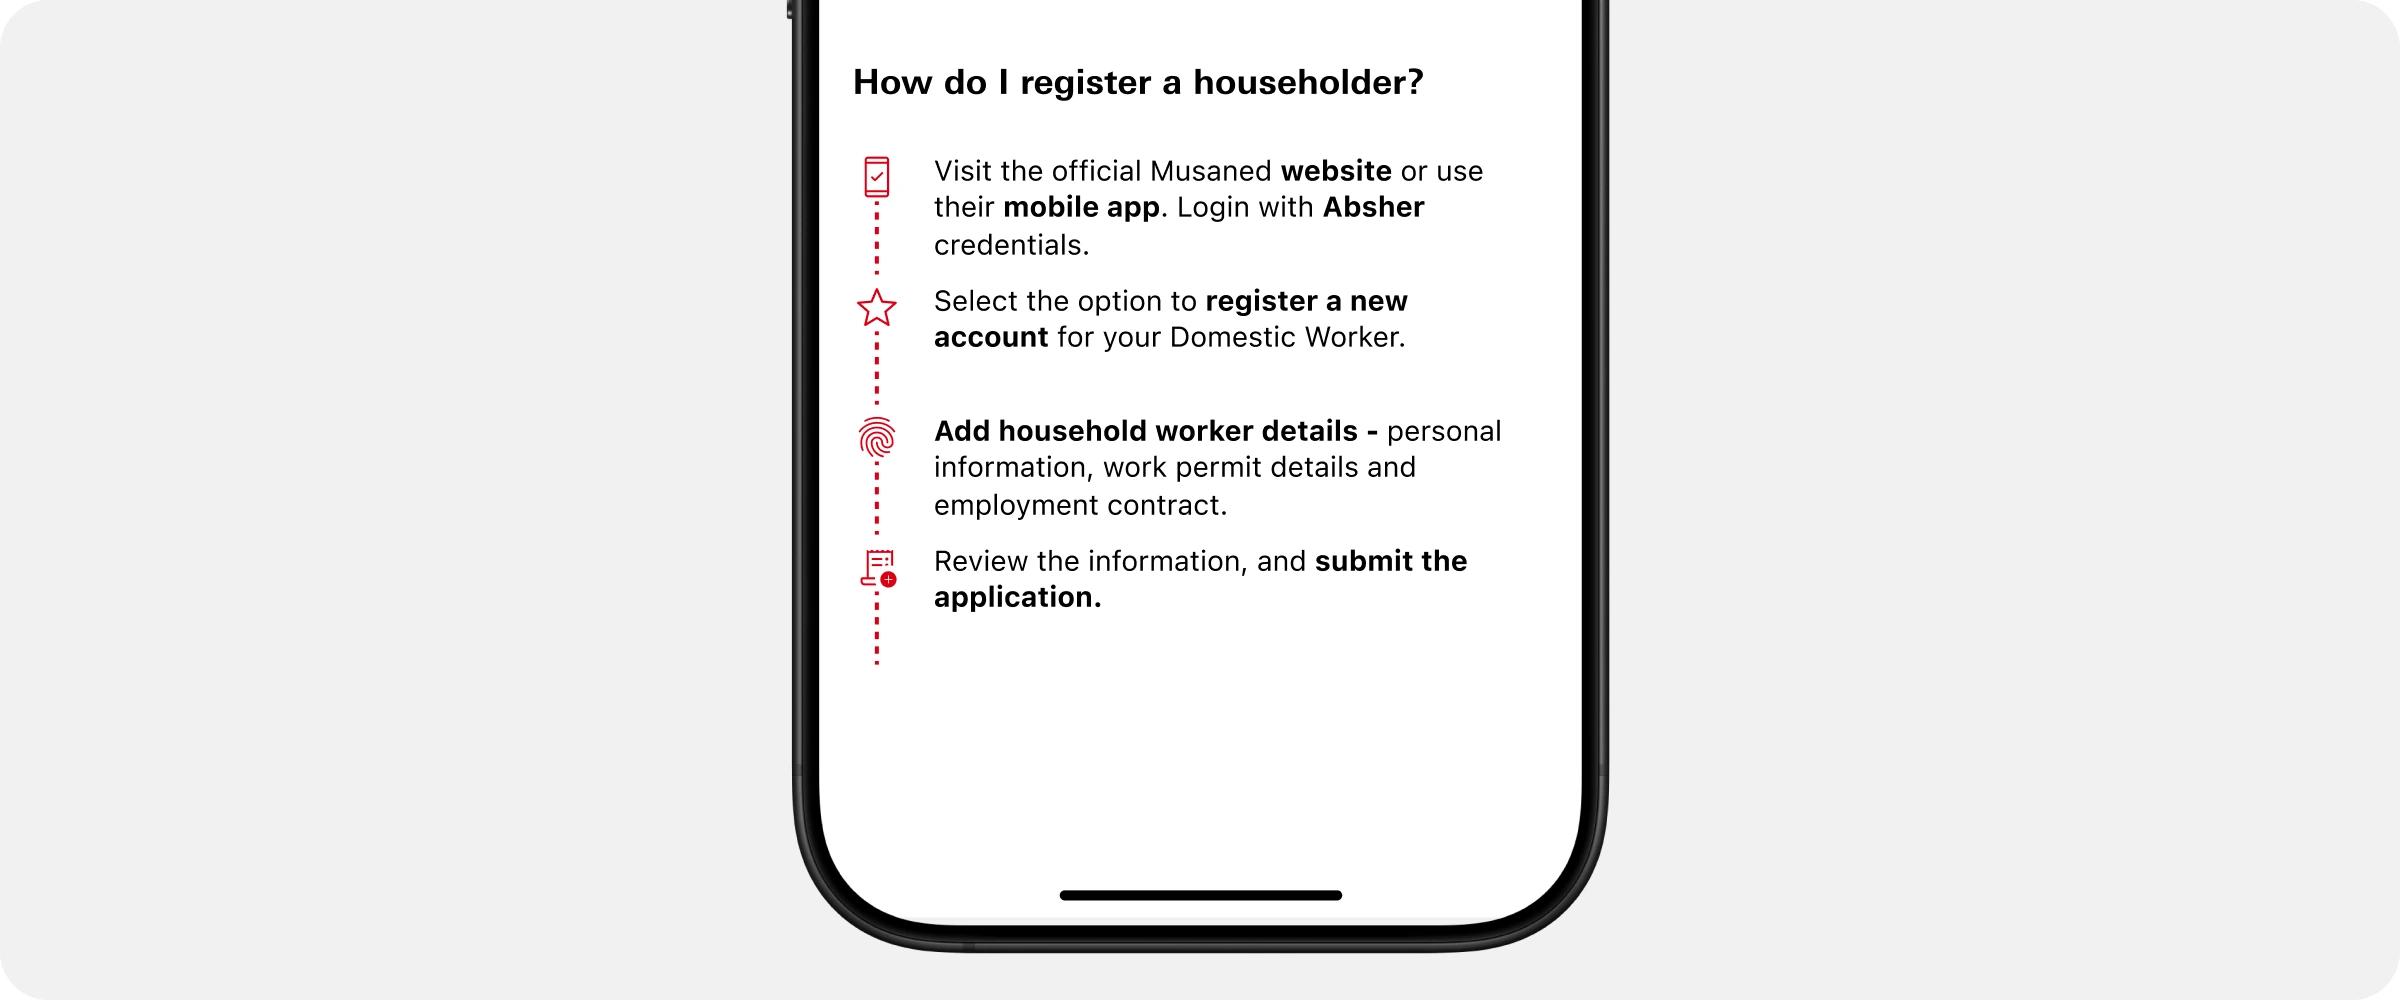 How do I register a householder?
Visit the official Musaned website or use
their mobile app. Login with Absher
credentials.
Select the option to register a new
account for your Domestic Worker.
Add household worker details - personal
information, work permit details and
employment contract.
Review the information, and submit the
application.